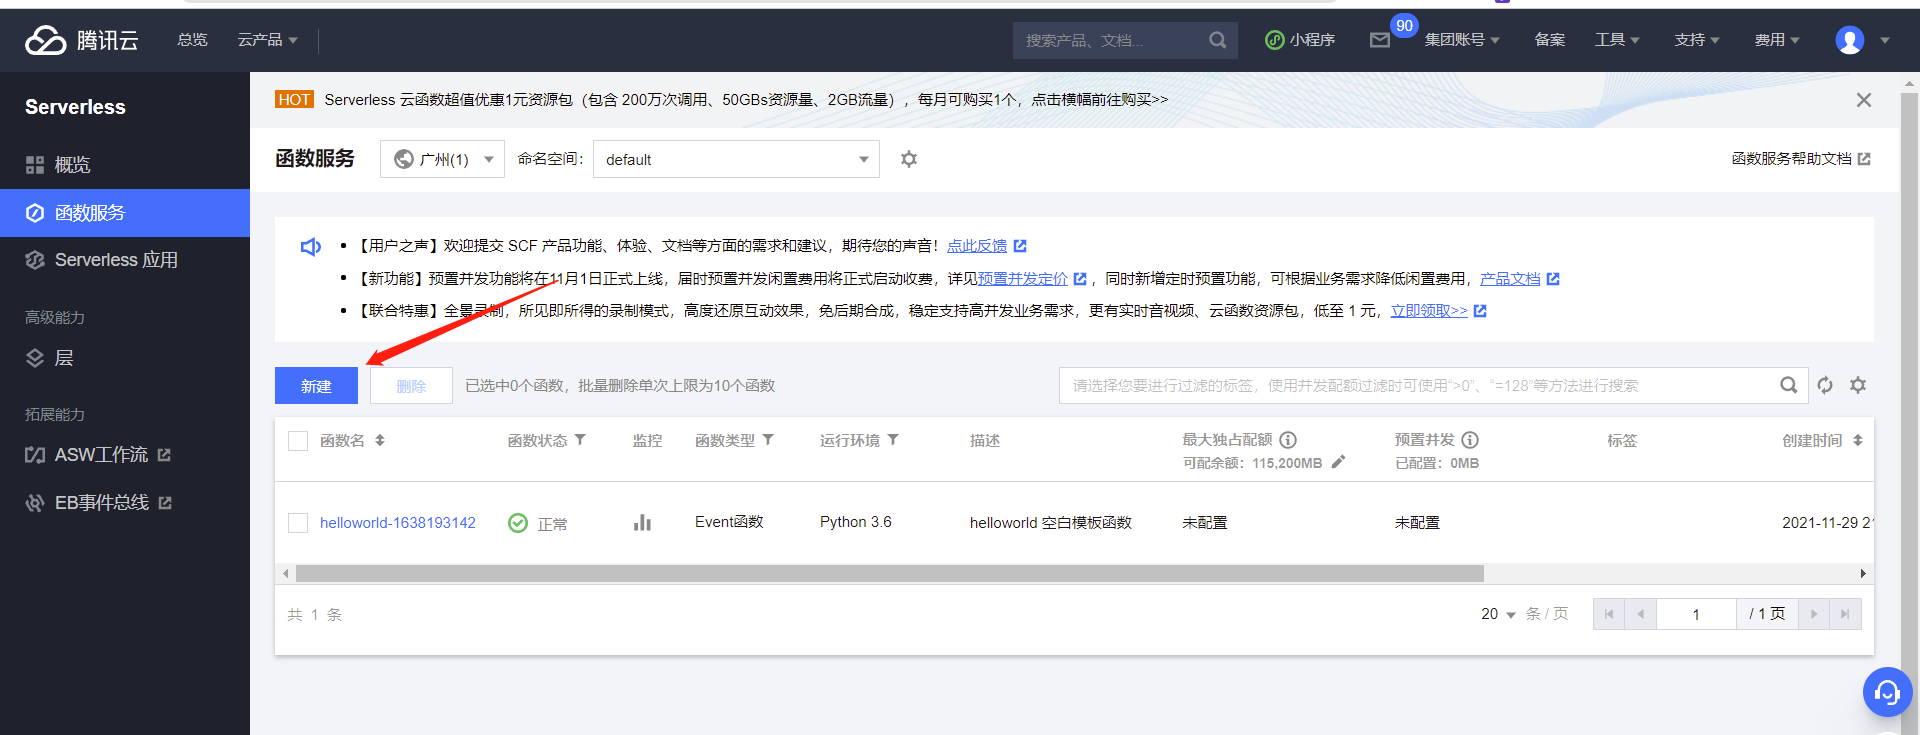 腾讯云 总览 云产品 搜索产品、文档... 小程序 90 集团账号 备案 工具 支持 费用
Serverless
概览
函数服务
Serverless 应用
高级能力
层
拓展能力
ASW工作流
EB事件总线
HOT Serverless 云函数超值优惠1元资源包（包含 200万次调用、50GBs资源量、2GB流量），每月可购买1个，点击横幅前往购买>>
函数服务 广州(1) 命名空间： default 函数服务帮助文档
• 【用户之声】欢迎提交 SCF 产品功能、体验、文档等方面的需求和建议，期待您的声音！点此反馈
• 【新功能】预置并发功能将在11月1日正式上线，届时预置并发闲置费用将正式启动收费，详见预置并发定价 ，同时新增定时预置功能，可根据业务需求降低闲置费用，产品文档
• 【联合特惠】全景录制，所见即所得的录制模式，高度还原互动效果，免后期合成，稳定支持高并发业务需求，更有实时音视频、云函数资源包，低至 1 元，立即领取>>
新建 删除 已选中0个函数，批量删除单次上限为10个函数 请选择您要进行过滤的标签，使用并发配额过滤时可使用“>0”、“=128”等方法进行搜索
函数名 函数状态 监控 函数类型 运行环境 描述 最大独占配额 预置并发 标签 创建时间
可配余额：115,200MB 已配置：0MB
helloworld-1638193142 正常 Event函数 Python 3.6 helloworld 空白模板函数 未配置 未配置 2021-11-29
共 1 条 20 条 / 页 1 / 1 页